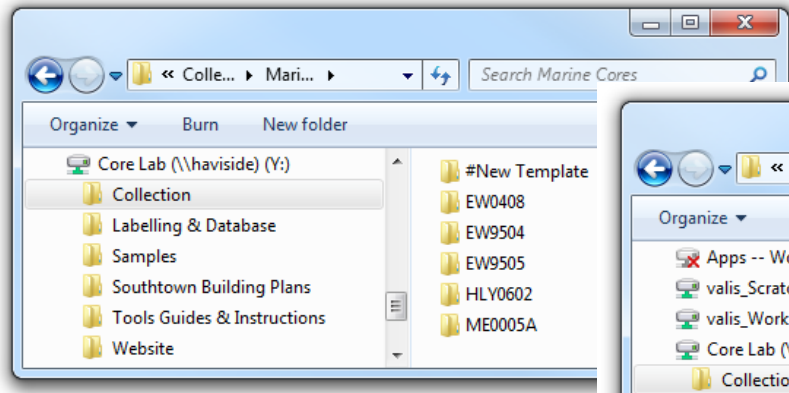 « Colle... ▸ Mari... ▸
Search Marine Cores
Organize ▾ Burn New folder
Core Lab (\\haviside) (Y:)
Collection
Labelling & Database
Samples
Southtown Building Plans
Tools Guides & Instructions
Website
#New Template
EW0408
EW9504
EW9505
HLY0602
ME0005A
«
Organize ▾
Apps -- We
valis_Scrat
valis_Work
Core Lab (\
Collectio